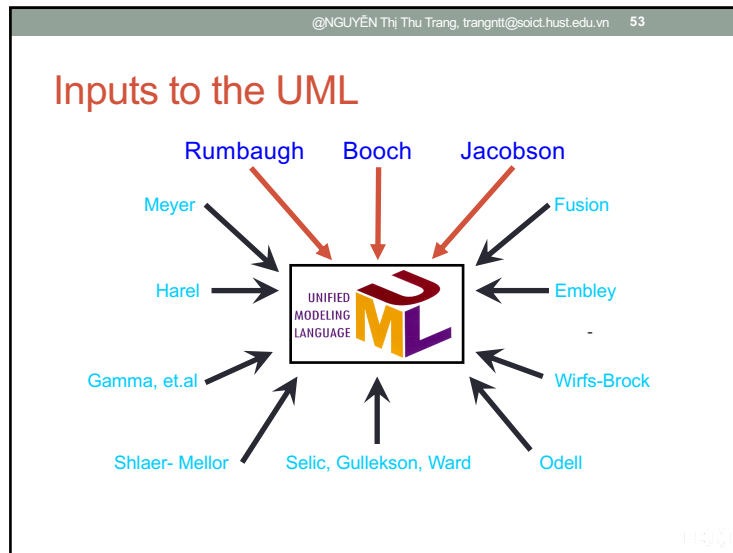 @NGUYỄN Thị Thu Trang, trangntt@soict.hust.edu.vn 53
Inputs to the UML
Rumbaugh Booch Jacobson
Meyer Fusion
Harel Embley
UNIFIED
MODELING
LANGUAGE
UML
-
Gamma, et.al Wirfs-Brock
Shlaer- Mellor Selic, Gullekson, Ward Odell